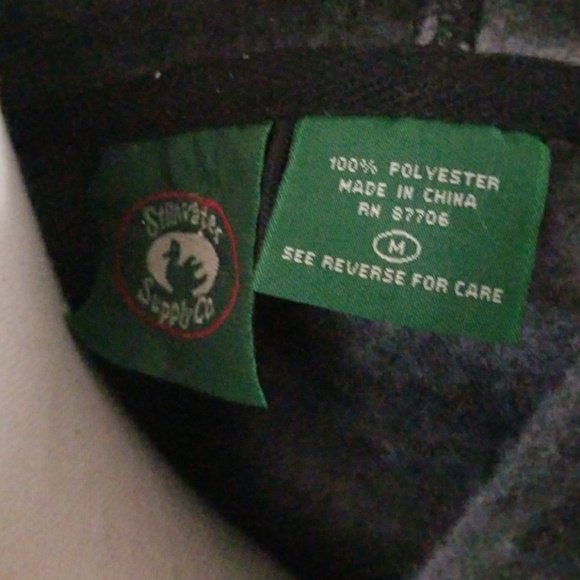 Stillwater
Supply Co
100% POLYESTER
MADE IN CHINA
RN 87706
M
SEE REVERSE FOR CARE